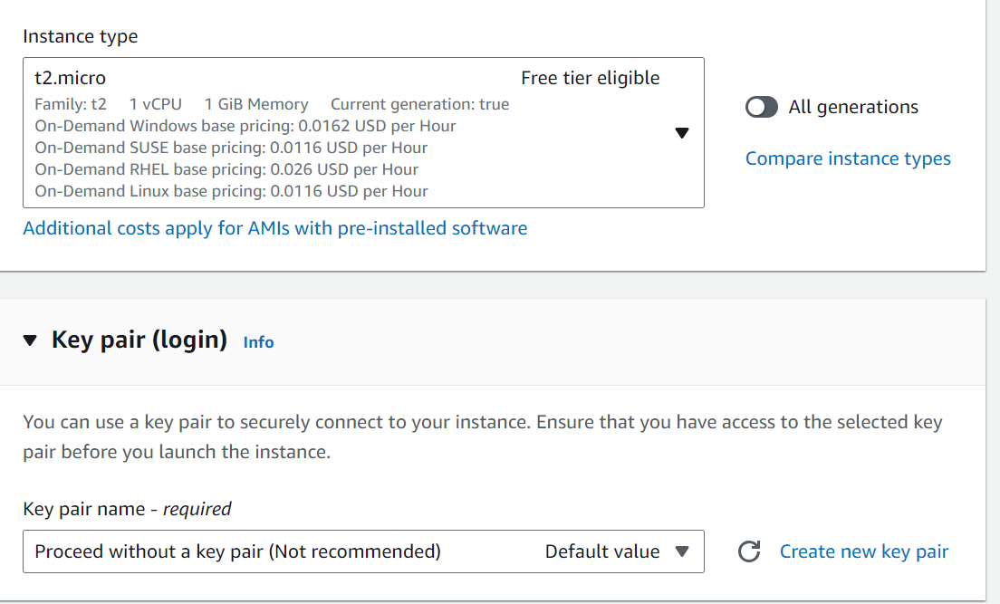 Instance type
t2.micro Free tier eligible
Family: t2 1 vCPU 1 GiB Memory Current generation: true
On-Demand Windows base pricing: 0.0162 USD per Hour
On-Demand SUSE base pricing: 0.0116 USD per Hour
On-Demand RHEL base pricing: 0.026 USD per Hour
On-Demand Linux base pricing: 0.0116 USD per Hour
All generations
Compare instance types
Additional costs apply for AMIs with pre-installed software
Key pair (login) Info
You can use a key pair to securely connect to your instance. Ensure that you have access to the selected key
pair before you launch the instance.
Key pair name - required
Proceed without a key pair (Not recommended) Default value
Create new key pair